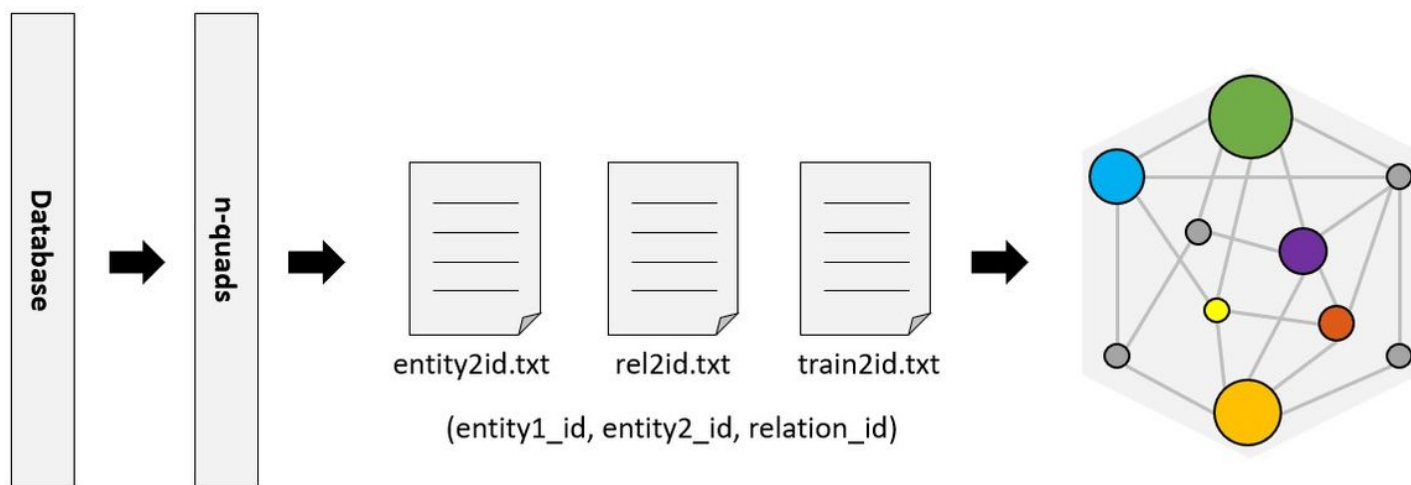 Database
n-quads
entity2id.txt
rel2id.txt
train2id.txt
(entity1_id, entity2_id, relation_id)